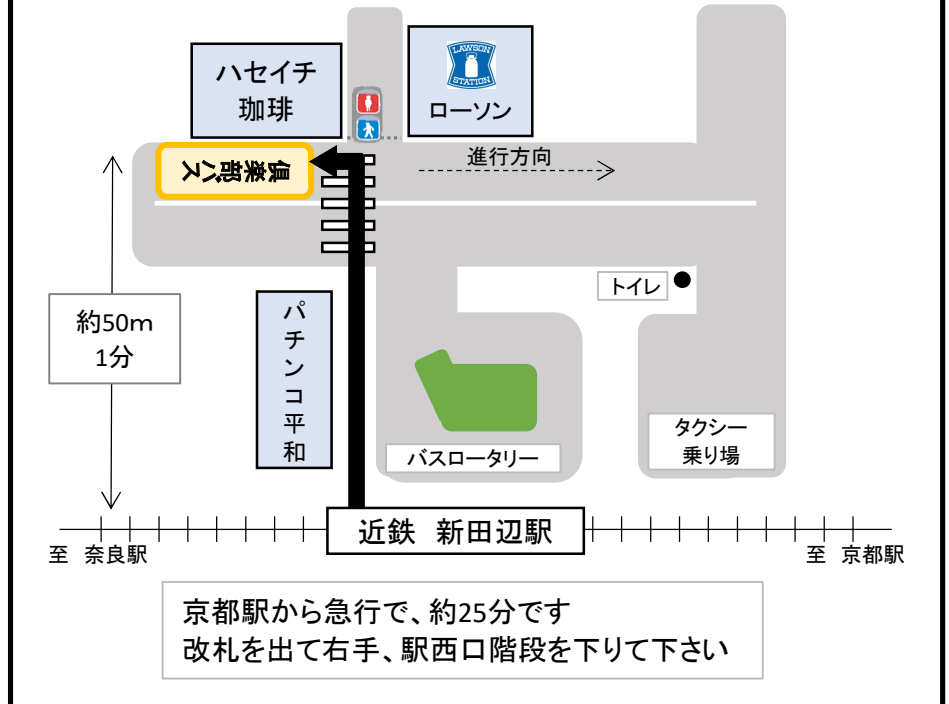 ハセイチ
珈琲
LAWSON
STATION
ローソン
倶楽部バス
進行方向
トイレ
約50m
1分
パチンコ平和
バスロータリー
タクシー
乗り場
近鉄 新田辺駅
至 奈良駅
至 京都駅
京都駅から急行で、約25分です
改札を出て右手、駅西口階段を下りて下さい